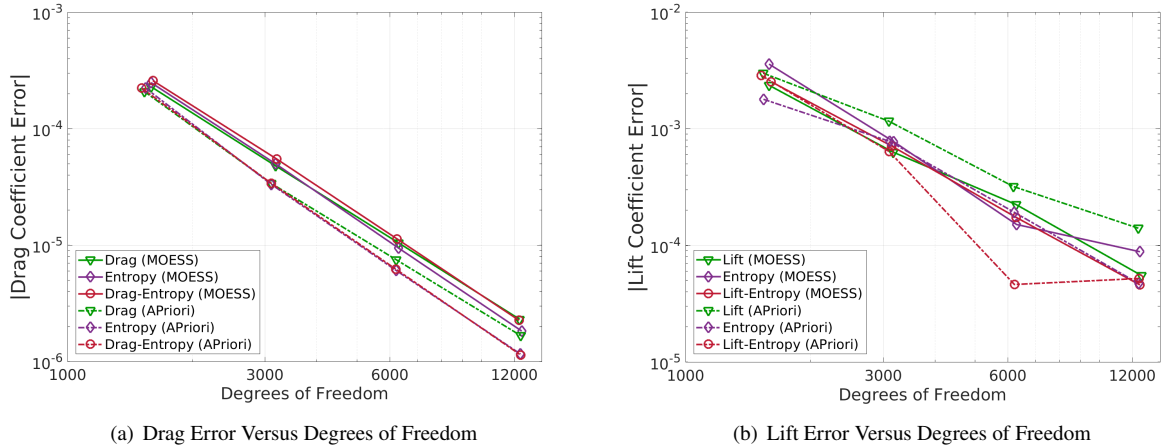 10^-3
10^-4
10^-5
10^-6
|Drag Coefficient Error|
Drag (MOESS)
Entropy (MOESS)
Drag-Entropy (MOESS)
Drag (APriori)
Entropy (APriori)
Drag-Entropy (APriori)
1000 3000 6000 12000
Degrees of Freedom
(a) Drag Error Versus Degrees of Freedom
10^-2
10^-3
10^-4
10^-5
|Lift Coefficient Error|
Lift (MOESS)
Entropy (MOESS)
Lift-Entropy (MOESS)
Lift (APriori)
Entropy (APriori)
Lift-Entropy (APriori)
1000 3000 6000 12000
Degrees of Freedom
(b) Lift Error Versus Degrees of Freedom